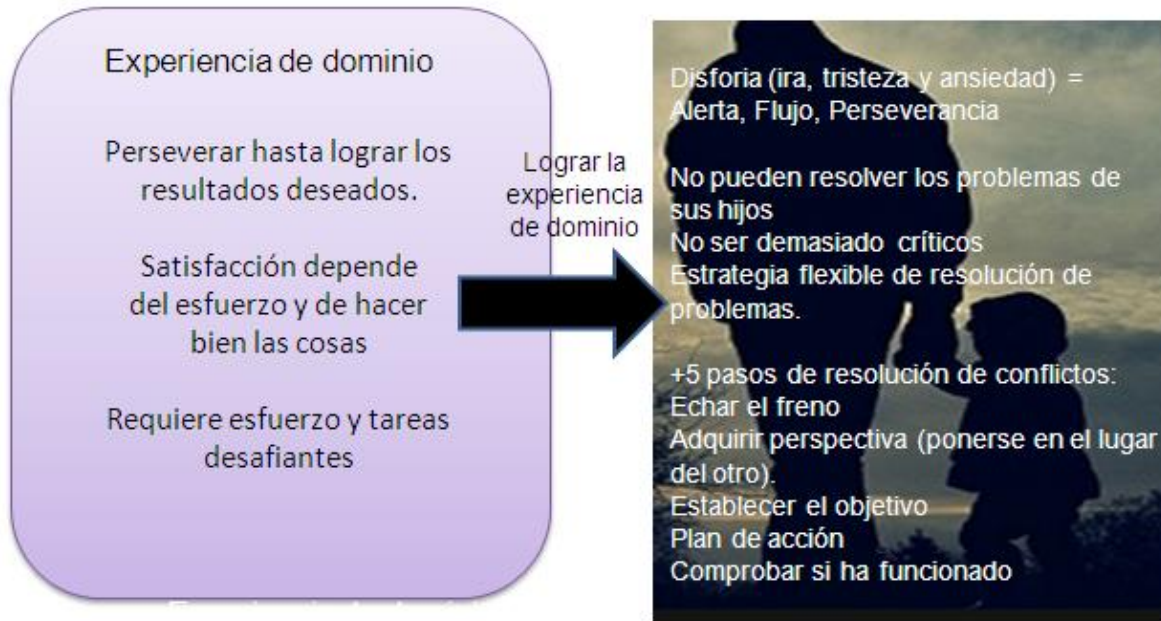 Experiencia de dominio
Perseverar hasta lograr los
resultados deseados.
Satisfacción depende
del esfuerzo y de hacer
bien las cosas
Requiere esfuerzo y tareas
desafiantes
Lograr la
experiencia
de dominio
Disforia (ira, tristeza y ansiedad) =
Alerta, Flujo, Perseverancia
No pueden resolver los problemas de
sus hijos
No ser demasiado críticos
Estrategia flexible de resolución de
problemas.
+5 pasos de resolución de conflictos:
Echar el freno
Adquirir perspectiva (ponerse en el lugar
del otro).
Establecer el objetivo
Plan de acción
Comprobar si ha funcionado